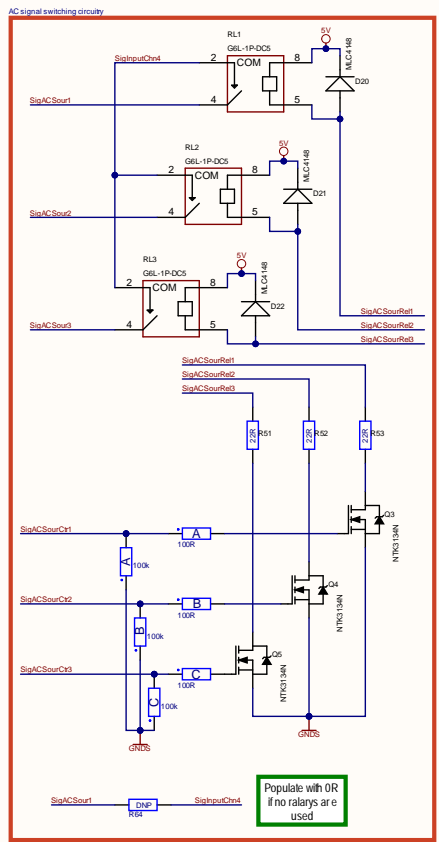 AC signal switching circuitry
RL1
G6L-1P-DC5
5V
SigInputChn4
2
COM
8
MLC4148
D20
SigACSour1
4
5
RL2
G6L-1P-DC5
5V
2
COM
8
MLC4148
D21
SigACSour2
4
5
RL3
G6L-1P-DC5
5V
2
COM
8
MLC4148
D22
SigACSour3
4
5
SigACSourRel1
SigACSourRel2
SigACSourRel3
SigACSourRel1
SigACSourRel2
SigACSourRel3
22R
R51
22R
R52
22R
R53
Q3
NTK3134N
SigACSourCtr1
A
100R
A
100k
Q4
NTK3134N
SigACSourCtr2
B
100R
B
100k
Q5
NTK3134N
SigACSourCtr3
C
100R
C
100k
GNDS
GNDS
SigACSour1
DNP
R64
SigInputChn4
Populate with 0R
if no ralarys are
used